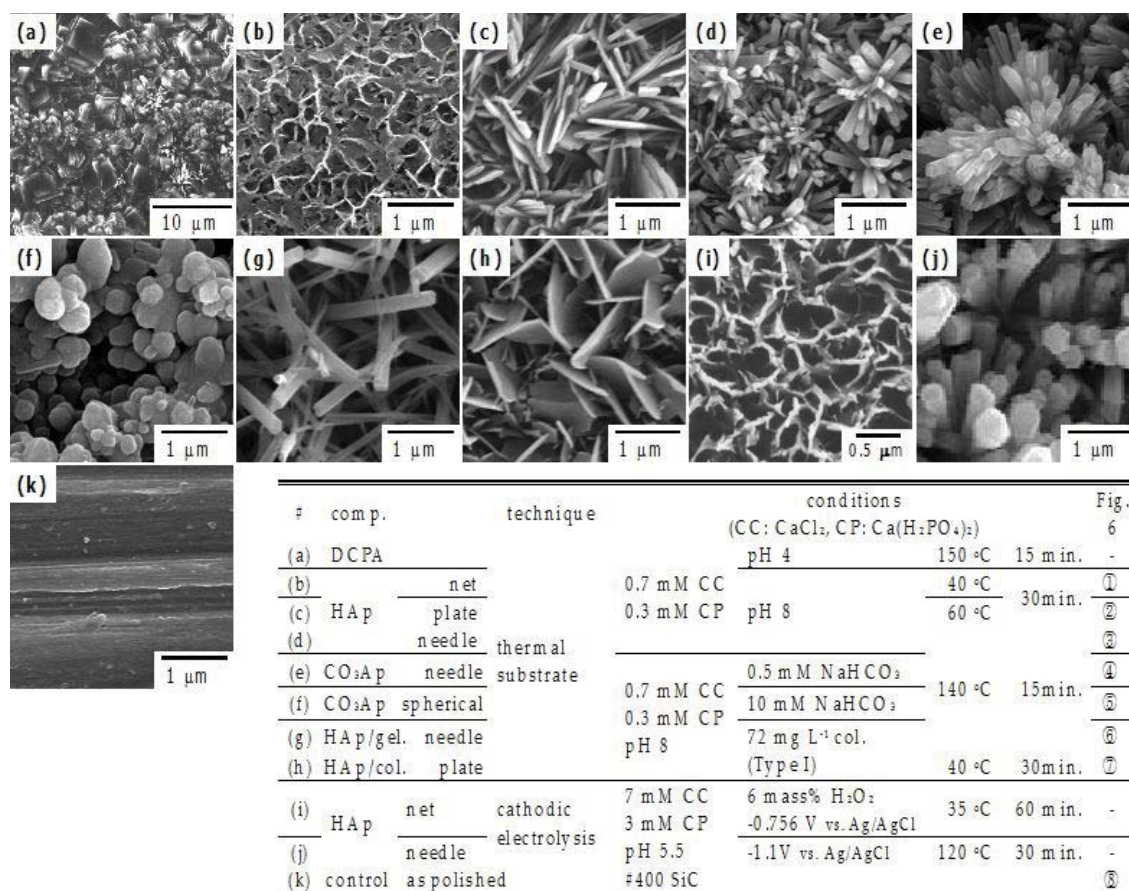 (a) (b) (c) (d) (e)
10 μm 1 μm 1 μm 1 μm 1 μm
(f) (g) (h) (i) (j)
1 μm 1 μm 1 μm 0.5 μm 1 μm
(k)
1 μm
conditions Fig.
# comp. technique (CC: CaCl₂, CP: Ca(H₂PO₄)₂) 6
(a) DCPA pH 4 150 ºC 15 min. -
(b) net 0.7 mM CC 40 ºC ①
(c) HAp plate 0.3 mM CP pH 8 60 ºC 30min. ②
(d) needle thermal ③
(e) CO₃Ap needle substrate 0.5 mM NaHCO₃ ④
0.7 mM CC 140 ºC 15min.
(f) CO₃Ap spherical 0.3 mM CP 10 mM NaHCO₃ ⑤
(g) HAp/gel. needle pH 8 72 mg L⁻¹ col. ⑥
(h) HAp/col. plate (Type I) 40 ºC 30min. ⑦
7 mM CC 6 mass% H₂O₂
(i) net cathodic 3 mM CP -0.756 V vs. Ag/AgCl 35 ºC 60 min. -
HAp electrolysis
(j) needle pH 5.5 -1.1V vs. Ag/AgCl 120 ºC 30 min. -
(k) control as polished #400 SiC ⑧